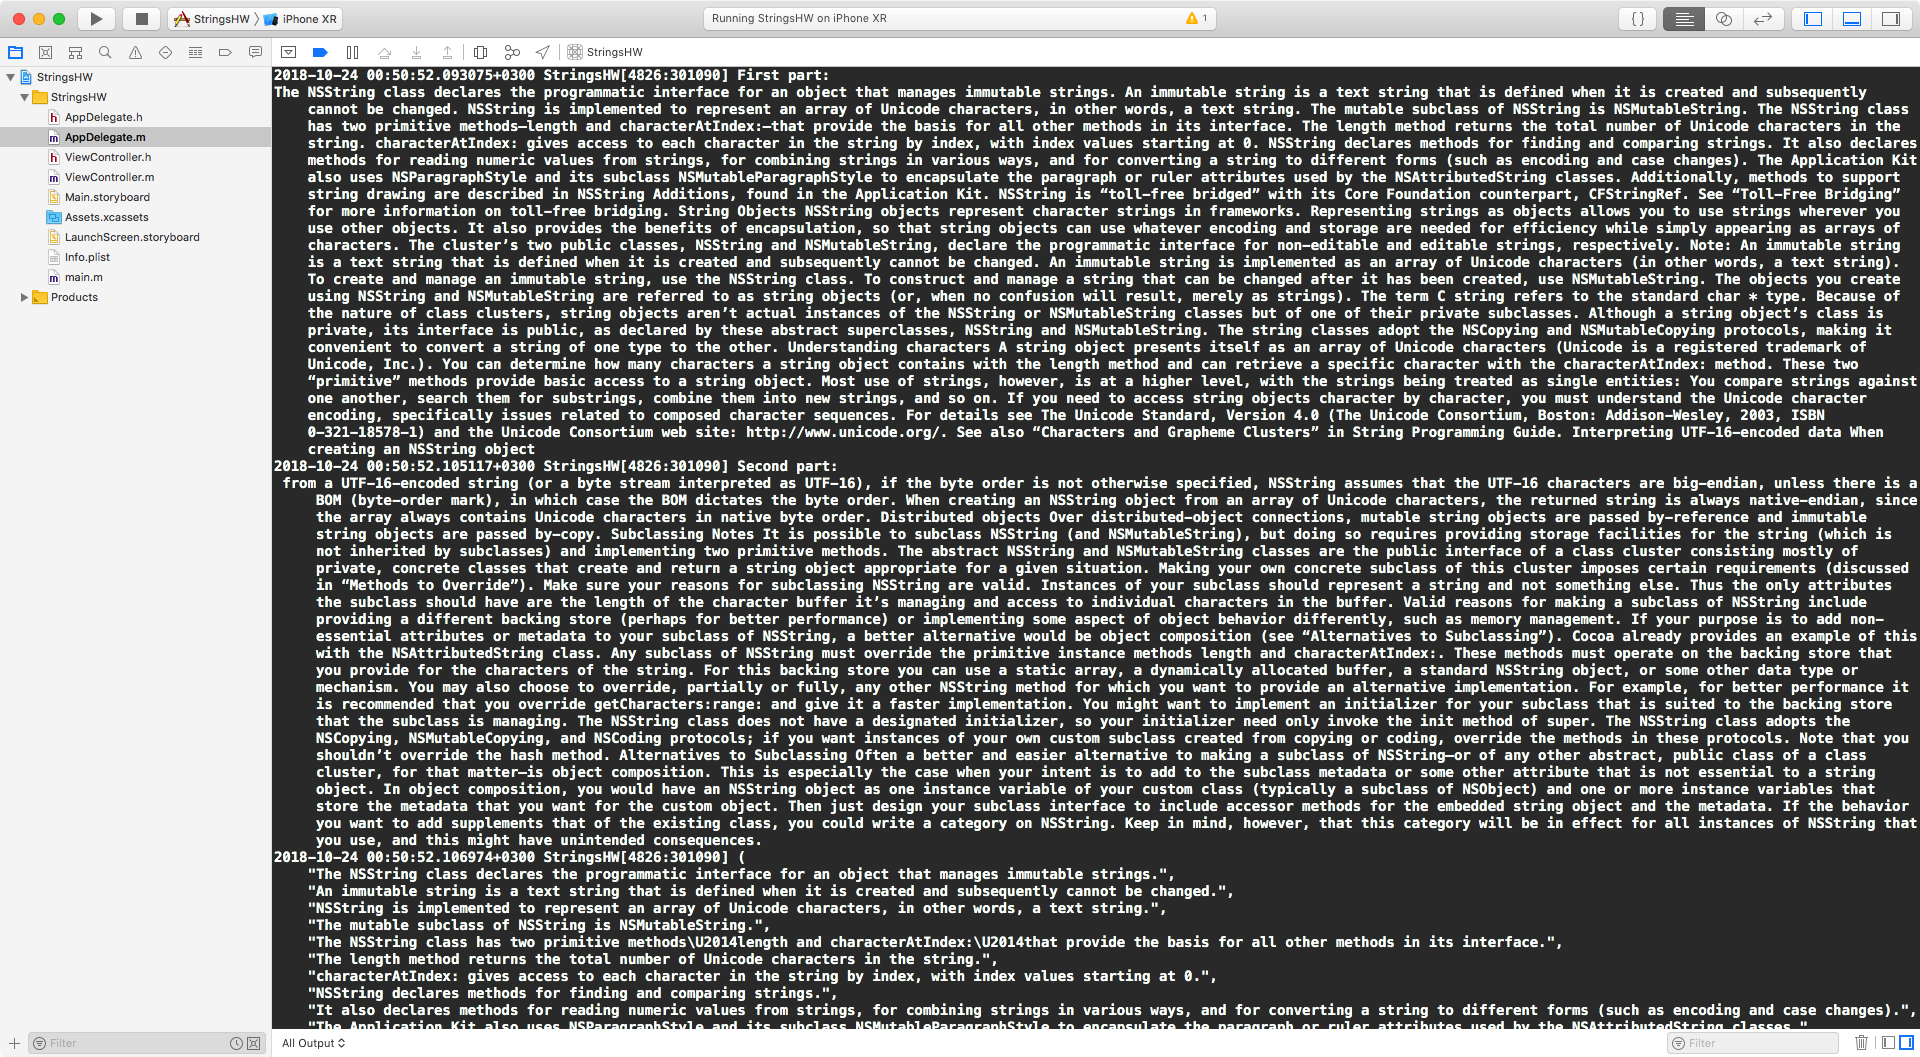 StringsHW
iPhone XR
Running StringsHW on iPhone XR
1
StringsHW
StringsHW
StringsHW
AppDelegate.h
AppDelegate.m
ViewController.h
ViewController.m
Main.storyboard
Assets.xcassets
LaunchScreen.storyboard
Info.plist
main.m
Products
2018-10-24 00:50:52.093075+0300 StringsHW[4826:301090] First part:
The NSString class declares the programmatic interface for an object that manages immutable strings. An immutable string is a text string that is defined when it is created and subsequently
cannot be changed. NSString is implemented to represent an array of Unicode characters, in other words, a text string. The mutable subclass of NSString is NSMutableString. The NSString class
has two primitive methods—length and characterAtIndex:—that provide the basis for all other methods in its interface. The length method returns the total number of Unicode characters in the
string. characterAtIndex: gives access to each character in the string by index, with index values starting at 0. NSString declares methods for finding and comparing strings. It also declares
methods for reading numeric values from strings, for combining strings in various ways, and for converting a string to different forms (such as encoding and case changes). The Application Kit
also uses NSParagraphStyle and its subclass NSMutableParagraphStyle to encapsulate the paragraph or ruler attributes used by the NSAttributedString classes. Additionally, methods to support
string drawing are described in NSString Additions, found in the Application Kit. NSString is “toll-free bridged” with its Core Foundation counterpart, CFStringRef. See “Toll-Free Bridging”
for more information on toll-free bridging. String Objects NSString objects represent character strings in frameworks. Representing strings as objects allows you to use strings wherever you
use other objects. It also provides the benefits of encapsulation, so that string objects can use whatever encoding and storage are needed for efficiency while simply appearing as arrays of
characters. The cluster’s two public classes, NSString and NSMutableString, declare the programmatic interface for non-editable and editable strings, respectively. Note: An immutable string
is a text string that is defined when it is created and subsequently cannot be changed. An immutable string is implemented as an array of Unicode characters (in other words, a text string).
To create and manage an immutable string, use the NSString class. To construct and manage a string that can be changed after it has been created, use NSMutableString. The objects you create
using NSString and NSMutableString are referred to as string objects (or, when no confusion will result, merely as strings). The term C string refers to the standard char * type. Because of
the nature of class clusters, string objects aren’t actual instances of the NSString or NSMutableString classes but of one of their private subclasses. Although a string object’s class is
private, its interface is public, as declared by these abstract superclasses, NSString and NSMutableString. The string classes adopt the NSCopying and NSMutableCopying protocols, making it
convenient to convert a string of one type to the other. Understanding characters A string object presents itself as an array of Unicode characters (Unicode is a registered trademark of
Unicode, Inc.). You can determine how many characters a string object contains with the length method and can retrieve a specific character with the characterAtIndex: method. These two
“primitive” methods provide basic access to a string object. Most use of strings, however, is at a higher level, with the strings being treated as single entities: You compare strings against
one another, search them for substrings, combine them into new strings, and so on. If you need to access string objects character by character, you must understand the Unicode character
encoding, specifically issues related to composed character sequences. For details see The Unicode Standard, Version 4.0 (The Unicode Consortium, Boston: Addison-Wesley, 2003, ISBN
0-321-18578-1) and the Unicode Consortium web site: http://www.unicode.org/. See also “Characters and Grapheme Clusters” in String Programming Guide. Interpreting UTF-16-encoded data When
creating an NSString object
2018-10-24 00:50:52.105117+0300 StringsHW[4826:301090] Second part:
from a UTF-16-encoded string (or a byte stream interpreted as UTF-16), if the byte order is not otherwise specified, NSString assumes that the UTF-16 characters are big-endian, unless there is a
BOM (byte-order mark), in which case the BOM dictates the byte order. When creating an NSString object from an array of Unicode characters, the returned string is always native-endian, since
the array always contains Unicode characters in native byte order. Distributed objects Over distributed-object connections, mutable string objects are passed by-reference and immutable
string objects are passed by-copy. Subclassing Notes It is possible to subclass NSString (and NSMutableString), but doing so requires providing storage facilities for the string (which is
not inherited by subclasses) and implementing two primitive methods. The abstract NSString and NSMutableString classes are the public interface of a class cluster consisting mostly of
private, concrete classes that create and return a string object appropriate for a given situation. Making your own concrete subclass of this cluster imposes certain requirements (discussed
in “Methods to Override”). Make sure your reasons for subclassing NSString are valid. Instances of your subclass should represent a string and not something else. Thus the only attributes
the subclass should have are the length of the character buffer it’s managing and access to individual characters in the buffer. Valid reasons for making a subclass of NSString include
providing a different backing store (perhaps for better performance) or implementing some aspect of object behavior differently, such as memory management. If your purpose is to add non-
essential attributes or metadata to your subclass of NSString, a better alternative would be object composition (see “Alternatives to Subclassing”). Cocoa already provides an example of this
with the NSAttributedString class. Any subclass of NSString must override the primitive instance methods length and characterAtIndex:. These methods must operate on the backing store that
you provide for the characters of the string. For this backing store you can use a static array, a dynamically allocated buffer, a standard NSString object, or some other data type or
mechanism. You may also choose to override, partially or fully, any other NSString method for which you want to provide an alternative implementation. For example, for better performance it
is recommended that you override getCharacters:range: and give it a faster implementation. You might want to implement an initializer for your subclass that is suited to the backing store
that the subclass is managing. The NSString class does not have a designated initializer, so your initializer need only invoke the init method of super. The NSString class adopts the
NSCopying, NSMutableCopying, and NSCoding protocols; if you want instances of your own custom subclass created from copying or coding, override the methods in these protocols. Note that you
shouldn’t override the hash method. Alternatives to Subclassing Often a better and easier alternative to making a subclass of NSString—or of any other abstract, public class of a class
cluster, for that matter—is object composition. This is especially the case when your intent is to add to the subclass metadata or some other attribute that is not essential to a string
object. In object composition, you would have an NSString object as one instance variable of your custom class (typically a subclass of NSObject) and one or more instance variables that
store the metadata that you want for the custom object. Then just design your subclass interface to include accessor methods for the embedded string object and the metadata. If the behavior
you want to add supplements that of the existing class, you could write a category on NSString. Keep in mind, however, that this category will be in effect for all instances of NSString that
you use, and this might have unintended consequences.
2018-10-24 00:50:52.106974+0300 StringsHW[4826:301090] (
"The NSString class declares the programmatic interface for an object that manages immutable strings.",
"An immutable string is a text string that is defined when it is created and subsequently cannot be changed.",
"NSString is implemented to represent an array of Unicode characters, in other words, a text string.",
"The mutable subclass of NSString is NSMutableString.",
"The NSString class has two primitive methods\U2014length and characterAtIndex:\U2014that provide the basis for all other methods in its interface.",
"The length method returns the total number of Unicode characters in the string.",
"characterAtIndex: gives access to each character in the string by index, with index values starting at 0.",
"NSString declares methods for finding and comparing strings.",
"It also declares methods for reading numeric values from strings, for combining strings in various ways, and for converting a string to different forms (such as encoding and case changes).",
"The Application Kit also uses NSParagraphStyle and its subclass NSMutableParagraphStyle to encapsulate the paragraph or ruler attributes used by the NSAttributedString classes."
Filter
All Output
Filter